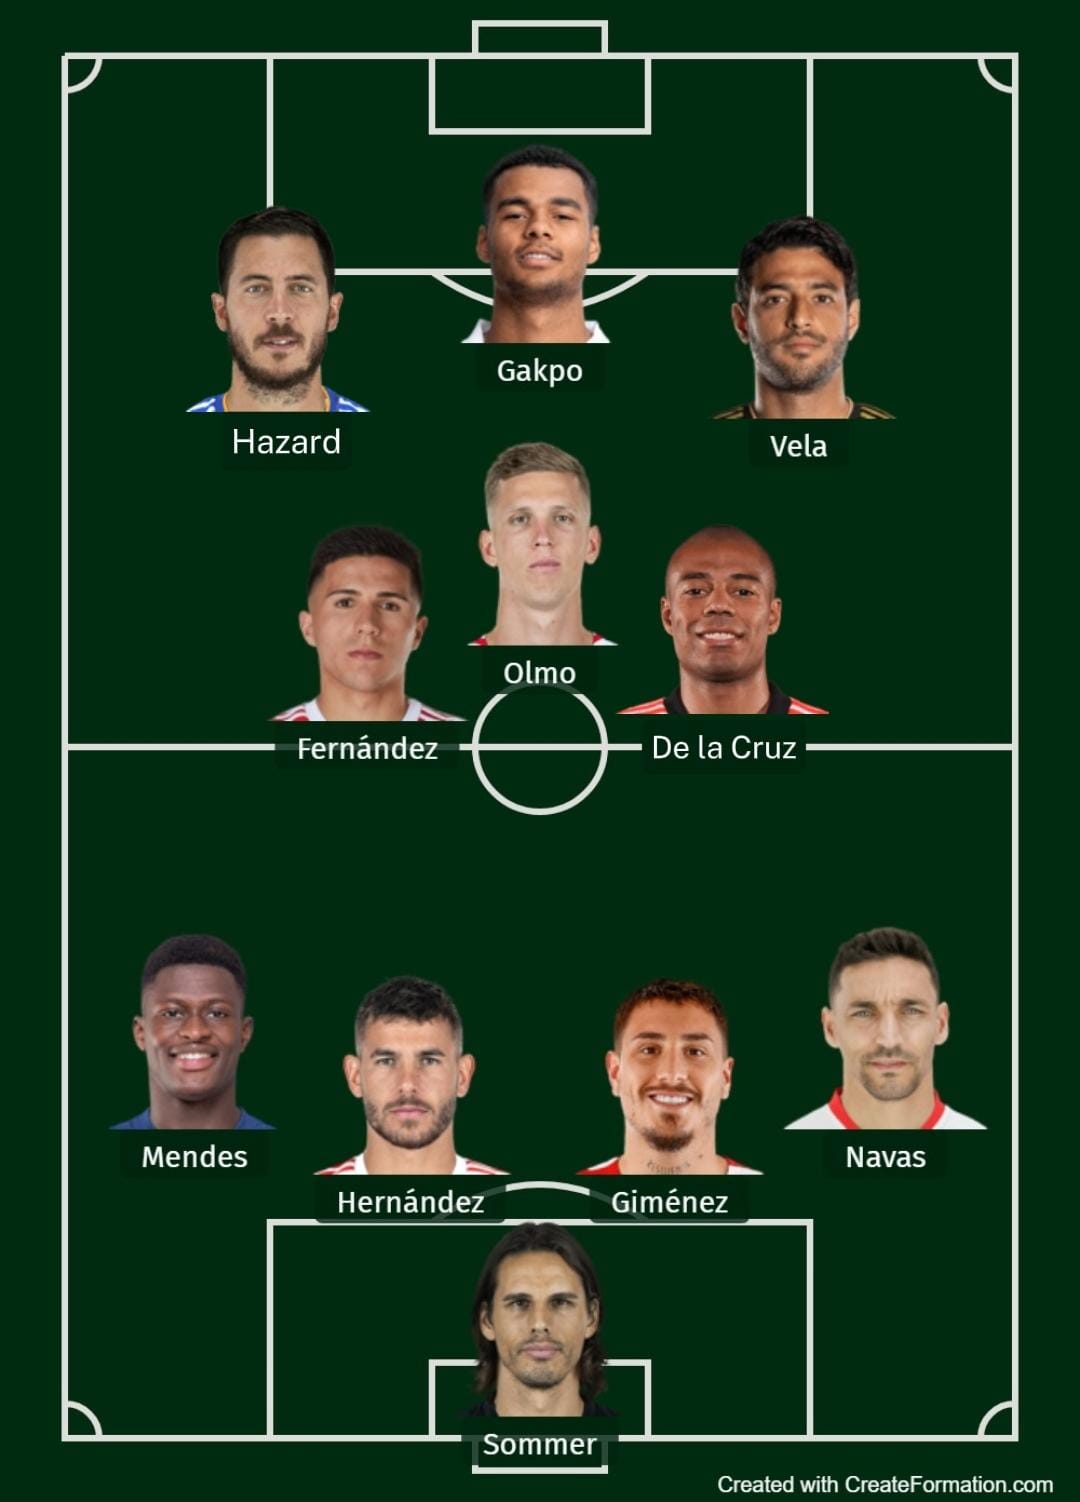 Gakpo
Hazard
Vela
Olmo
Fernández
De la Cruz
Mendes
Navas
Hernández
Giménez
Sommer
Created with CreateFormation.com